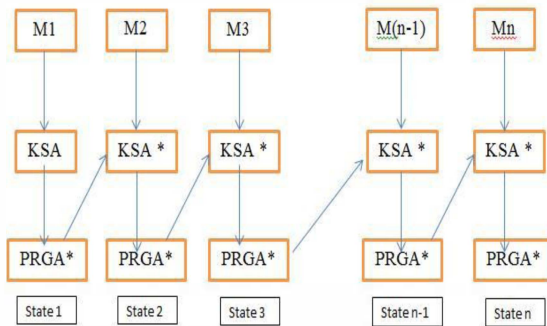 M1 M2 M3 M(n-1) Mn
KSA KSA * KSA * KSA * KSA *
PRGA* PRGA* PRGA* PRGA* PRGA*
State 1 State 2 State 3 State n-1 State n